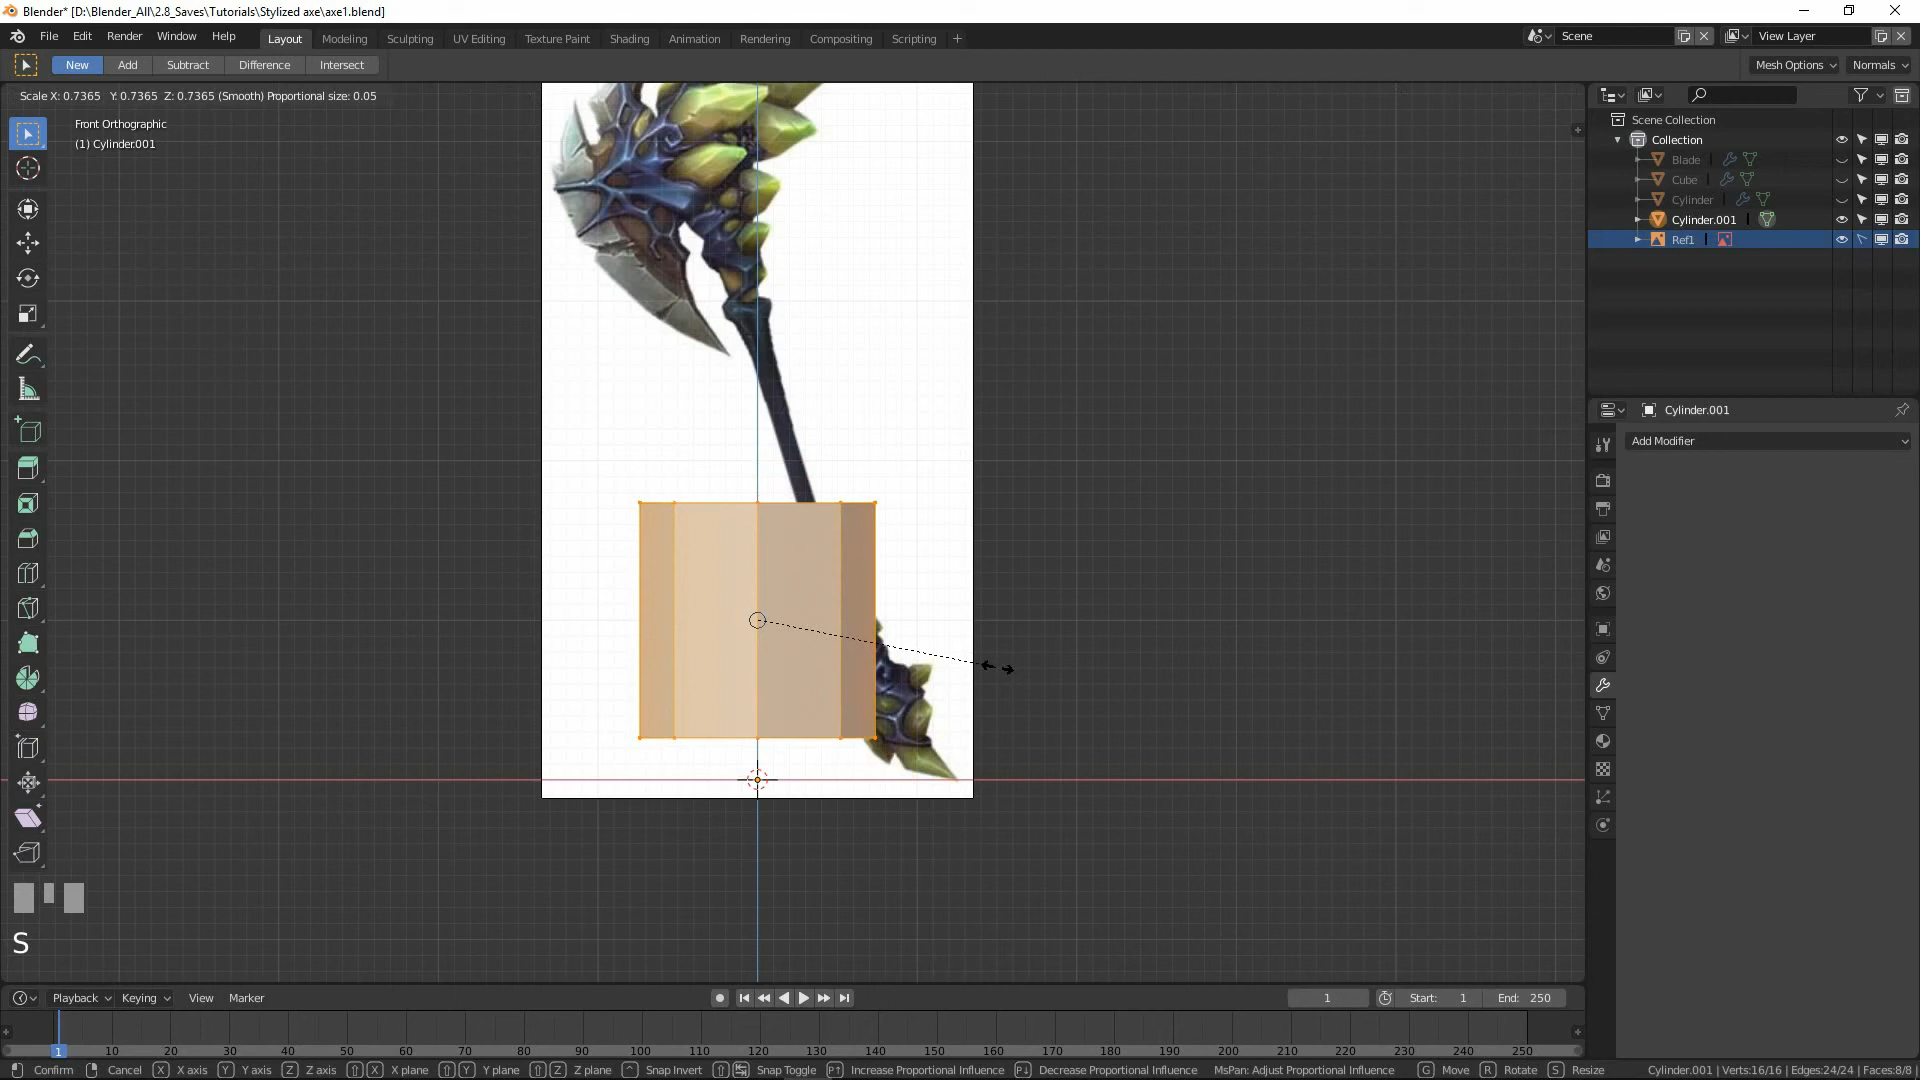 Blender* [D:\Blender_All\2.8_Saves\Tutorials\Stylized axe\axe1.blend]
File Edit Render Window Help Layout Modeling Sculpting UV Editing Texture Paint Shading Animation Rendering Compositing Scripting + Scene View Layer
New Add Subtract Difference Intersect Mesh Options Normals
Scale X: 0.7365 Y: 0.7365 Z: 0.7365 (Smooth) Proportional size: 0.05
Front Orthographic
(1) Cylinder.001
Scene Collection
Collection
Blade
Cube
Cylinder
Cylinder.001
Ref1
Cylinder.001
Add Modifier
S
Playback Keying View Marker 1 Start: 1 End: 250
1 10 20 30 40 50 60 70 80 90 100 110 120 130 140 150 160 170 180 190 200 210 220 230 240 250
Confirm Cancel X X axis Y Y axis Z Z axis X X plane Y Y plane Z Z plane Snap Invert Snap Toggle Increase Proportional Influence Decrease Proportional Influence MsPan: Adjust Proportional Influence G Move R Rotate S Resize Cylinder.001 | Verts:16/16 | Edges:24/24 | Faces:8/8 |